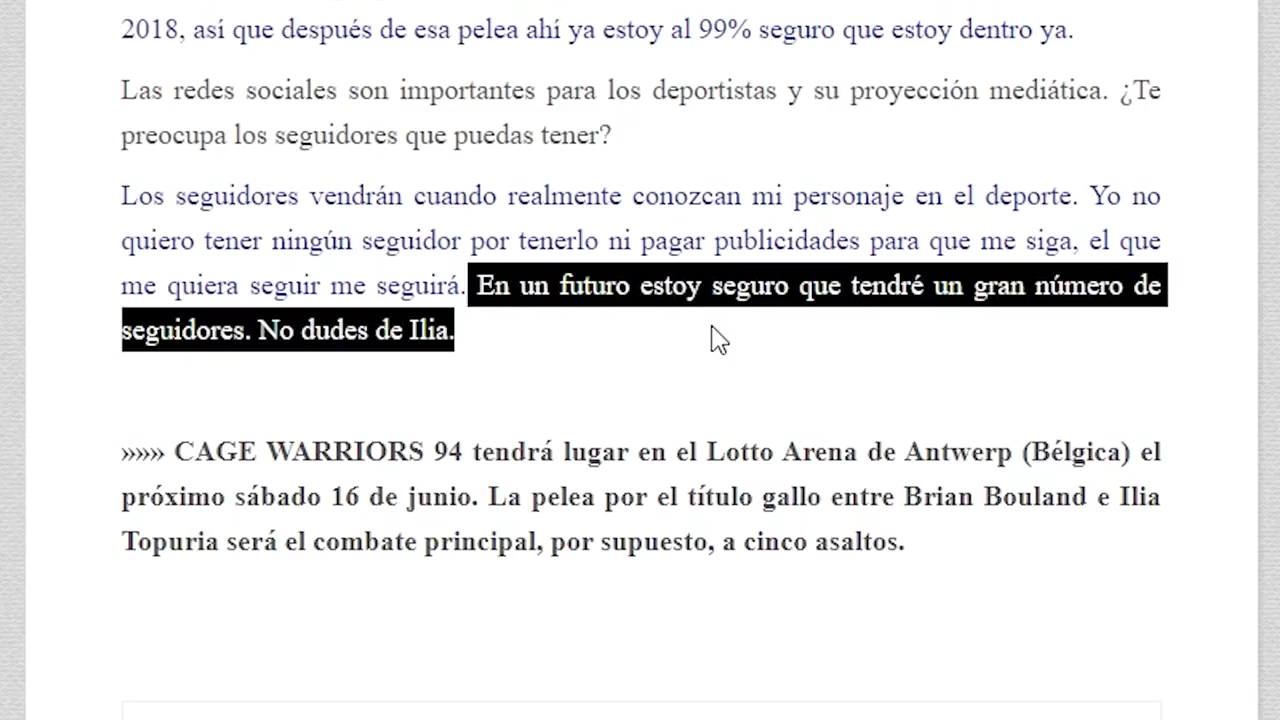 2018, así que después de esa pelea ahí ya estoy al 99% seguro que estoy dentro ya.
Las redes sociales son importantes para los deportistas y su proyección mediática. ¿Te
preocupa los seguidores que puedas tener?
Los seguidores vendrán cuando realmente conozcan mi personaje en el deporte. Yo no
quiero tener ningún seguidor por tenerlo ni pagar publicidades para que me siga, el que
me quiera seguir me seguirá. En un futuro estoy seguro que tendré un gran número de
seguidores. No dudes de Ilia.
»»» CAGE WARRIORS 94 tendrá lugar en el Lotto Arena de Antwerp (Bélgica) el
próximo sábado 16 de junio. La pelea por el título gallo entre Brian Bouland e Ilia
Topuria será el combate principal, por supuesto, a cinco asaltos.